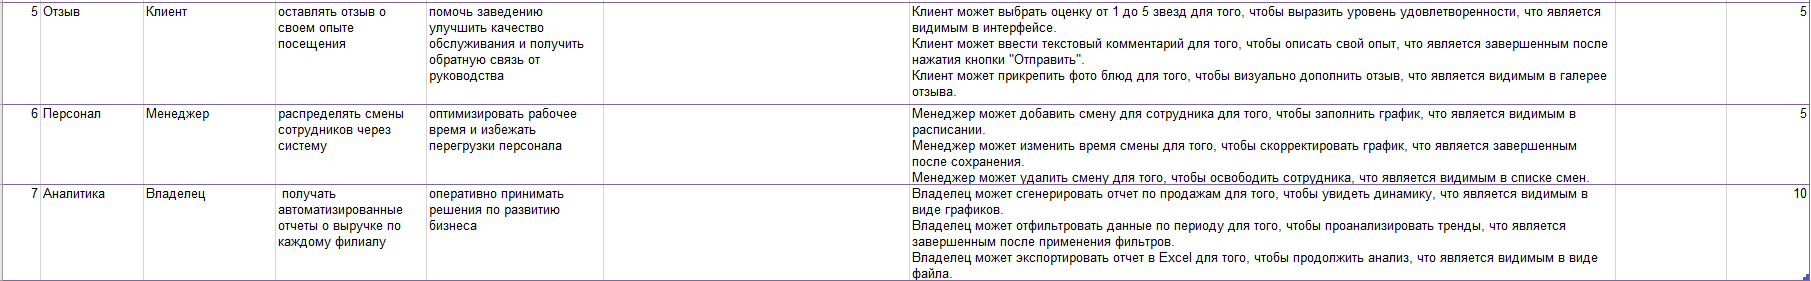 5 Отзыв Клиент оставлять отзыв о помочь заведению Клиент может выбрать оценку от 1 до 5 звезд для того, чтобы выразить уровень удовлетворенности, что является 5
своем опыте улучшить качество видимым в интерфейсе.
посещения обслуживания и получить Клиент может ввести текстовый комментарий для того, чтобы описать свой опыт, что является завершенным после
обратную связь от нажатия кнопки "Отправить".
руководства Клиент может прикрепить фото блюд для того, чтобы визуально дополнить отзыв, что является видимым в галерее
отзыва.
6 Персонал Менеджер распределять смены оптимизировать рабочее Менеджер может добавить смену для сотрудника для того, чтобы заполнить график, что является видимым в 5
сотрудников через время и избежать расписании.
систему перегрузки персонала Менеджер может изменить время смены для того, чтобы скорректировать график, что является завершенным
после сохранения.
Менеджер может удалить смену для того, чтобы освободить сотрудника, что является видимым в списке смен.
7 Аналитика Владелец получать оперативно принимать Владелец может сгенерировать отчет по продажам для того, чтобы увидеть динамику, что является видимым в 10
автоматизированные решения по развитию виде графиков.
отчеты о выручке по бизнеса Владелец может отфильтровать данные по периоду для того, чтобы проанализировать тренды, что является
каждому филиалу завершенным после применения фильтров.
Владелец может экспортировать отчет в Excel для того, чтобы продолжить анализ, что является видимым в виде
файла.